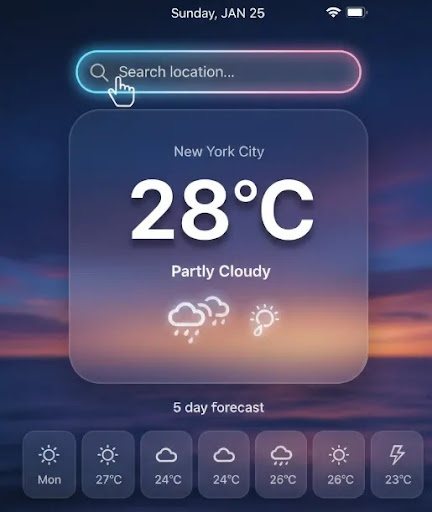 Sunday, JAN 25
Search location...
New York City
28°C
Partly Cloudy
5 day forecast
Mon 27°C 24°C 24°C 26°C 26°C 23°C